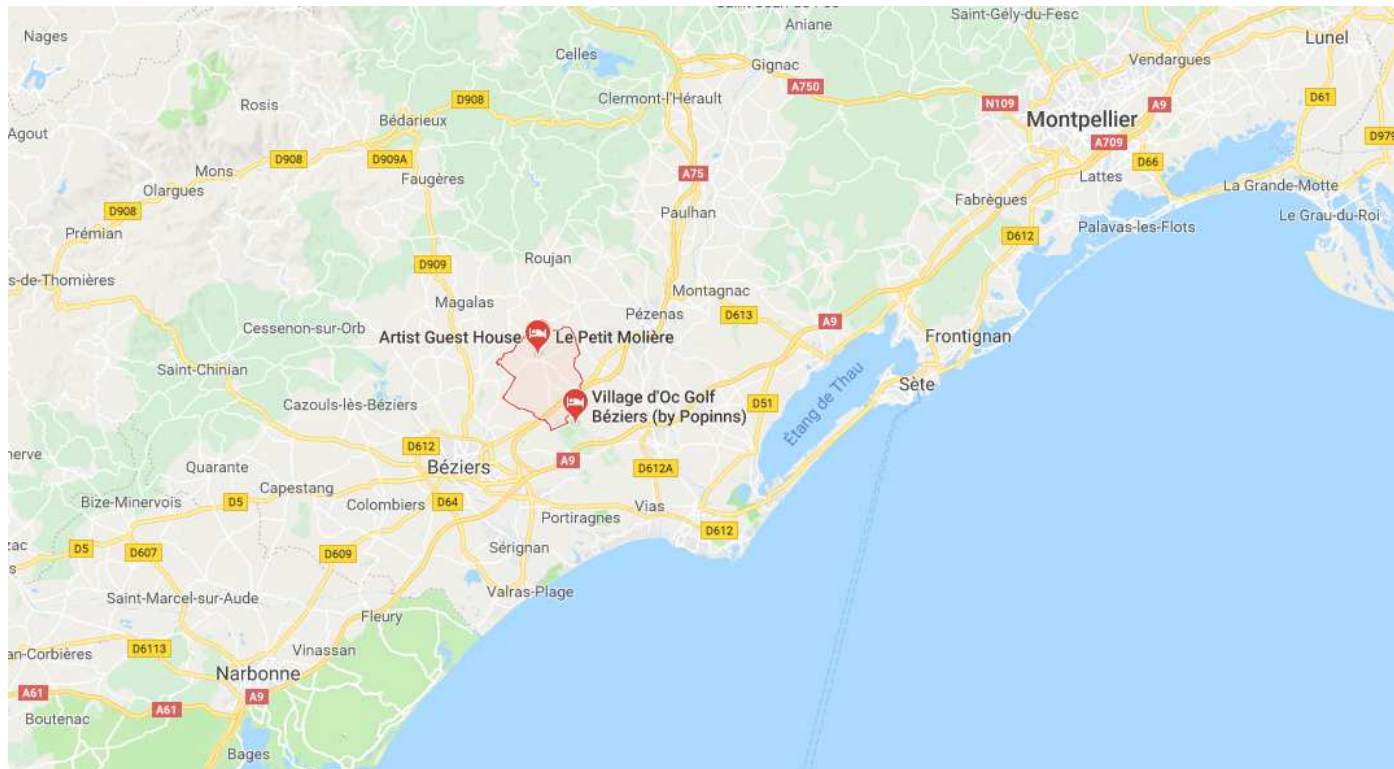 Saint-Gély-du-Fesc
Aniane
Nages
Lunel
Celles
Gignac
Vendargues
A750
D61
Clermont-l'Hérault
D908
Rosis
N109
A9
Bédarieux
Montpellier
Agout
A709
D979
D908
D909A
D66
Mons
Faugères
A75
Lattes
Olargues
La Grande-Motte
Fabrègues
D908
Paulhan
Le Grau-du-Roi
Prémian
D612
Palavas-les-Flots
D909
Roujan
s-de-Thomières
Montagnac
Magalas
Pézenas
D613
A9
Cessenon-sur-Orb
Artist Guest House
Le Petit Molière
Frontignan
Saint-Chinian
Sète
Étang de Thau
Village d'Oc Golf
Béziers (by Popinns)
D51
Cazouls-lès-Béziers
D612
Béziers
A9
D612A
Quarante
Capestang
Bize-Minervois
D5
Colombiers
D64
Vias
Portiragnes
D612
D5
D607
D609
Sérignan
Valras-Plage
Saint-Marcel-sur-Aude
Fleury
D6113
Vinassan
an-Corbières
Narbonne
A61
A9
A61
Boutenac
Bages